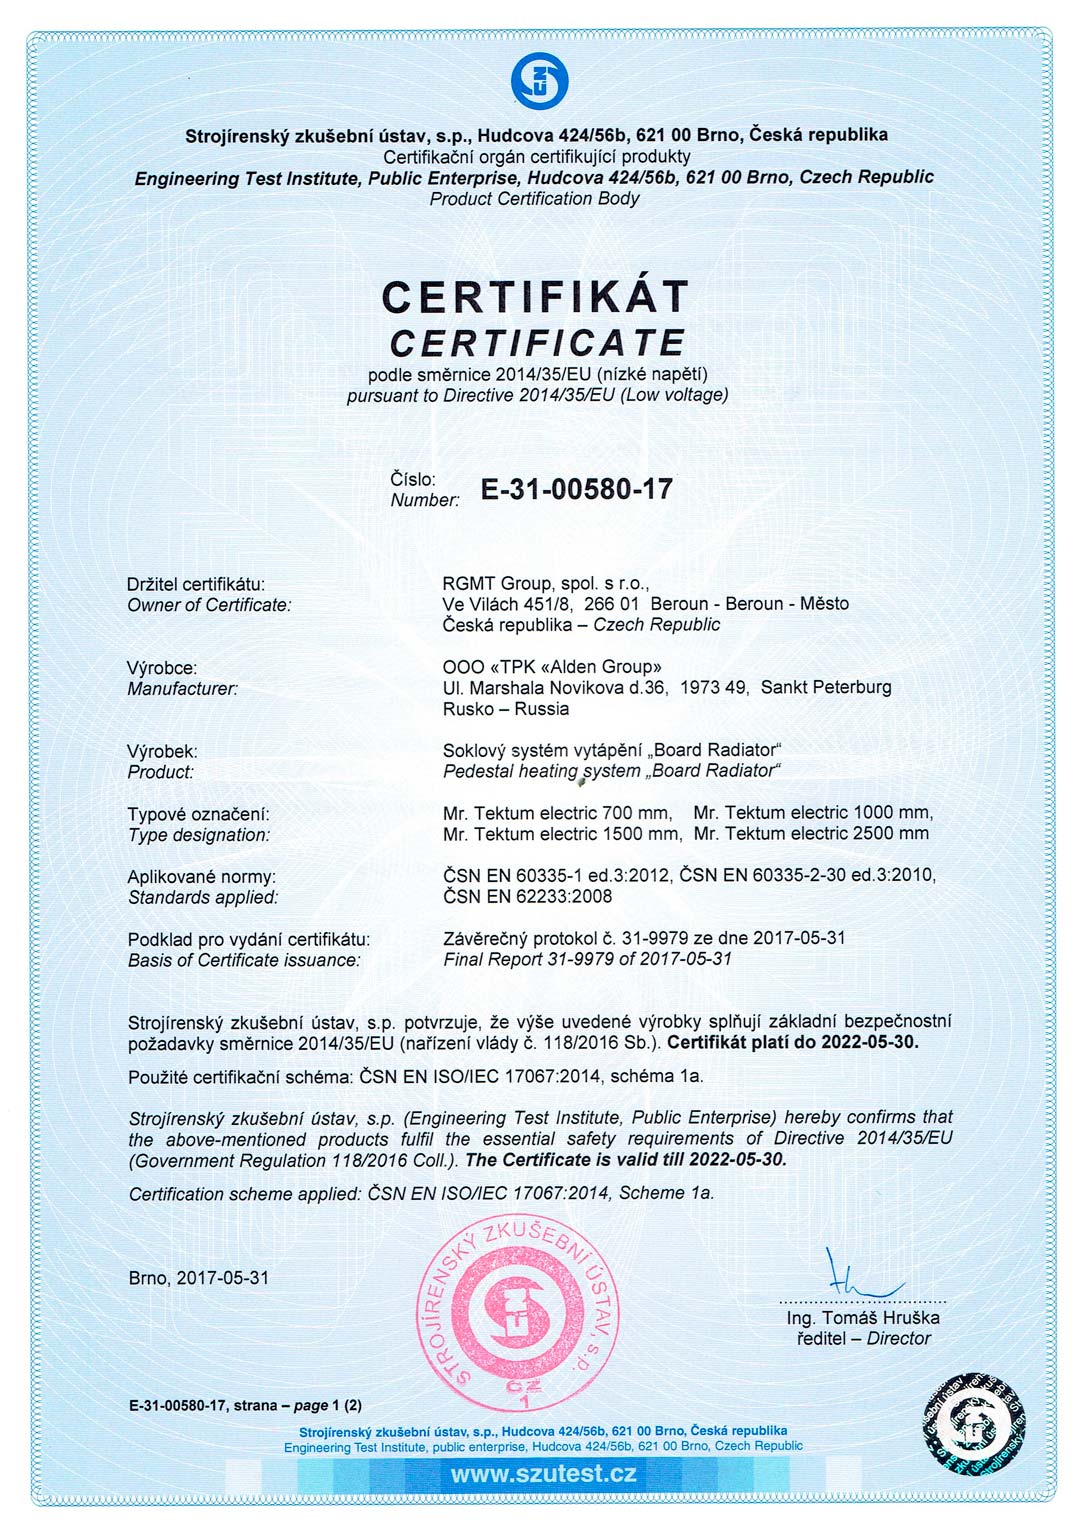 SZU
Strojírenský zkušební ústav, s.p., Hudcova 424/56b, 621 00 Brno, Česká republika
Certifikační orgán certifikující produkty
Engineering Test Institute, Public Enterprise, Hudcova 424/56b, 621 00 Brno, Czech Republic
Product Certification Body
CERTIFIKÁT
CERTIFICATE
podle směrnice 2014/35/EU (nízké napětí)
pursuant to Directive 2014/35/EU (Low voltage)
Číslo:
Number: E-31-00580-17
Držitel certifikátu: RGMT Group, spol. s r.o.,
Owner of Certificate: Ve Vilách 451/8, 266 01 Beroun - Beroun - Město
Česká republika – Czech Republic
Výrobce: OOO «TPK «Alden Group»
Manufacturer: Ul. Marshala Novikova d.36, 1973 49, Sankt Peterburg
Rusko – Russia
Výrobek: Soklový systém vytápění „Board Radiator“
Product: Pedestal heating system „Board Radiator“
Typové označení: Mr. Tektum electric 700 mm, Mr. Tektum electric 1000 mm,
Type designation: Mr. Tektum electric 1500 mm, Mr. Tektum electric 2500 mm
Aplikované normy: ČSN EN 60335-1 ed.3:2012, ČSN EN 60335-2-30 ed.3:2010,
Standards applied: ČSN EN 62233:2008
Podklad pro vydání certifikátu: Závěrečný protokol č. 31-9979 ze dne 2017-05-31
Basis of Certificate issuance: Final Report 31-9979 of 2017-05-31
Strojírenský zkušební ústav, s.p. potvrzuje, že výše uvedené výrobky splňují základní bezpečnostní
požadavky směrnice 2014/35/EU (nařízení vlády č. 118/2016 Sb.). Certifikát platí do 2022-05-30.
Použité certifikační schéma: ČSN EN ISO/IEC 17067:2014, schéma 1a.
Strojírenský zkušební ústav, s.p. (Engineering Test Institute, Public Enterprise) hereby confirms that
the above-mentioned products fulfil the essential safety requirements of Directive 2014/35/EU
(Government Regulation 118/2016 Coll.). The Certificate is valid till 2022-05-30.
Certification scheme applied: ČSN EN ISO/IEC 17067:2014, Scheme 1a.
STROJÍRENSKÝ ZKUŠEBNÍ ÚSTAV, s.p.
SZU
CZ
1
Brno, 2017-05-31
Ing. Tomáš Hruška
ředitel – Director
E-31-00580-17, strana – page 1 (2)
Strojírenský zkušební ústav, s.p., Hudcova 424/56b, 621 00 Brno, Česká republika
Engineering Test Institute, public enterprise, Hudcova 424/56b, 621 00 Brno, Czech Republic
www.szutest.cz